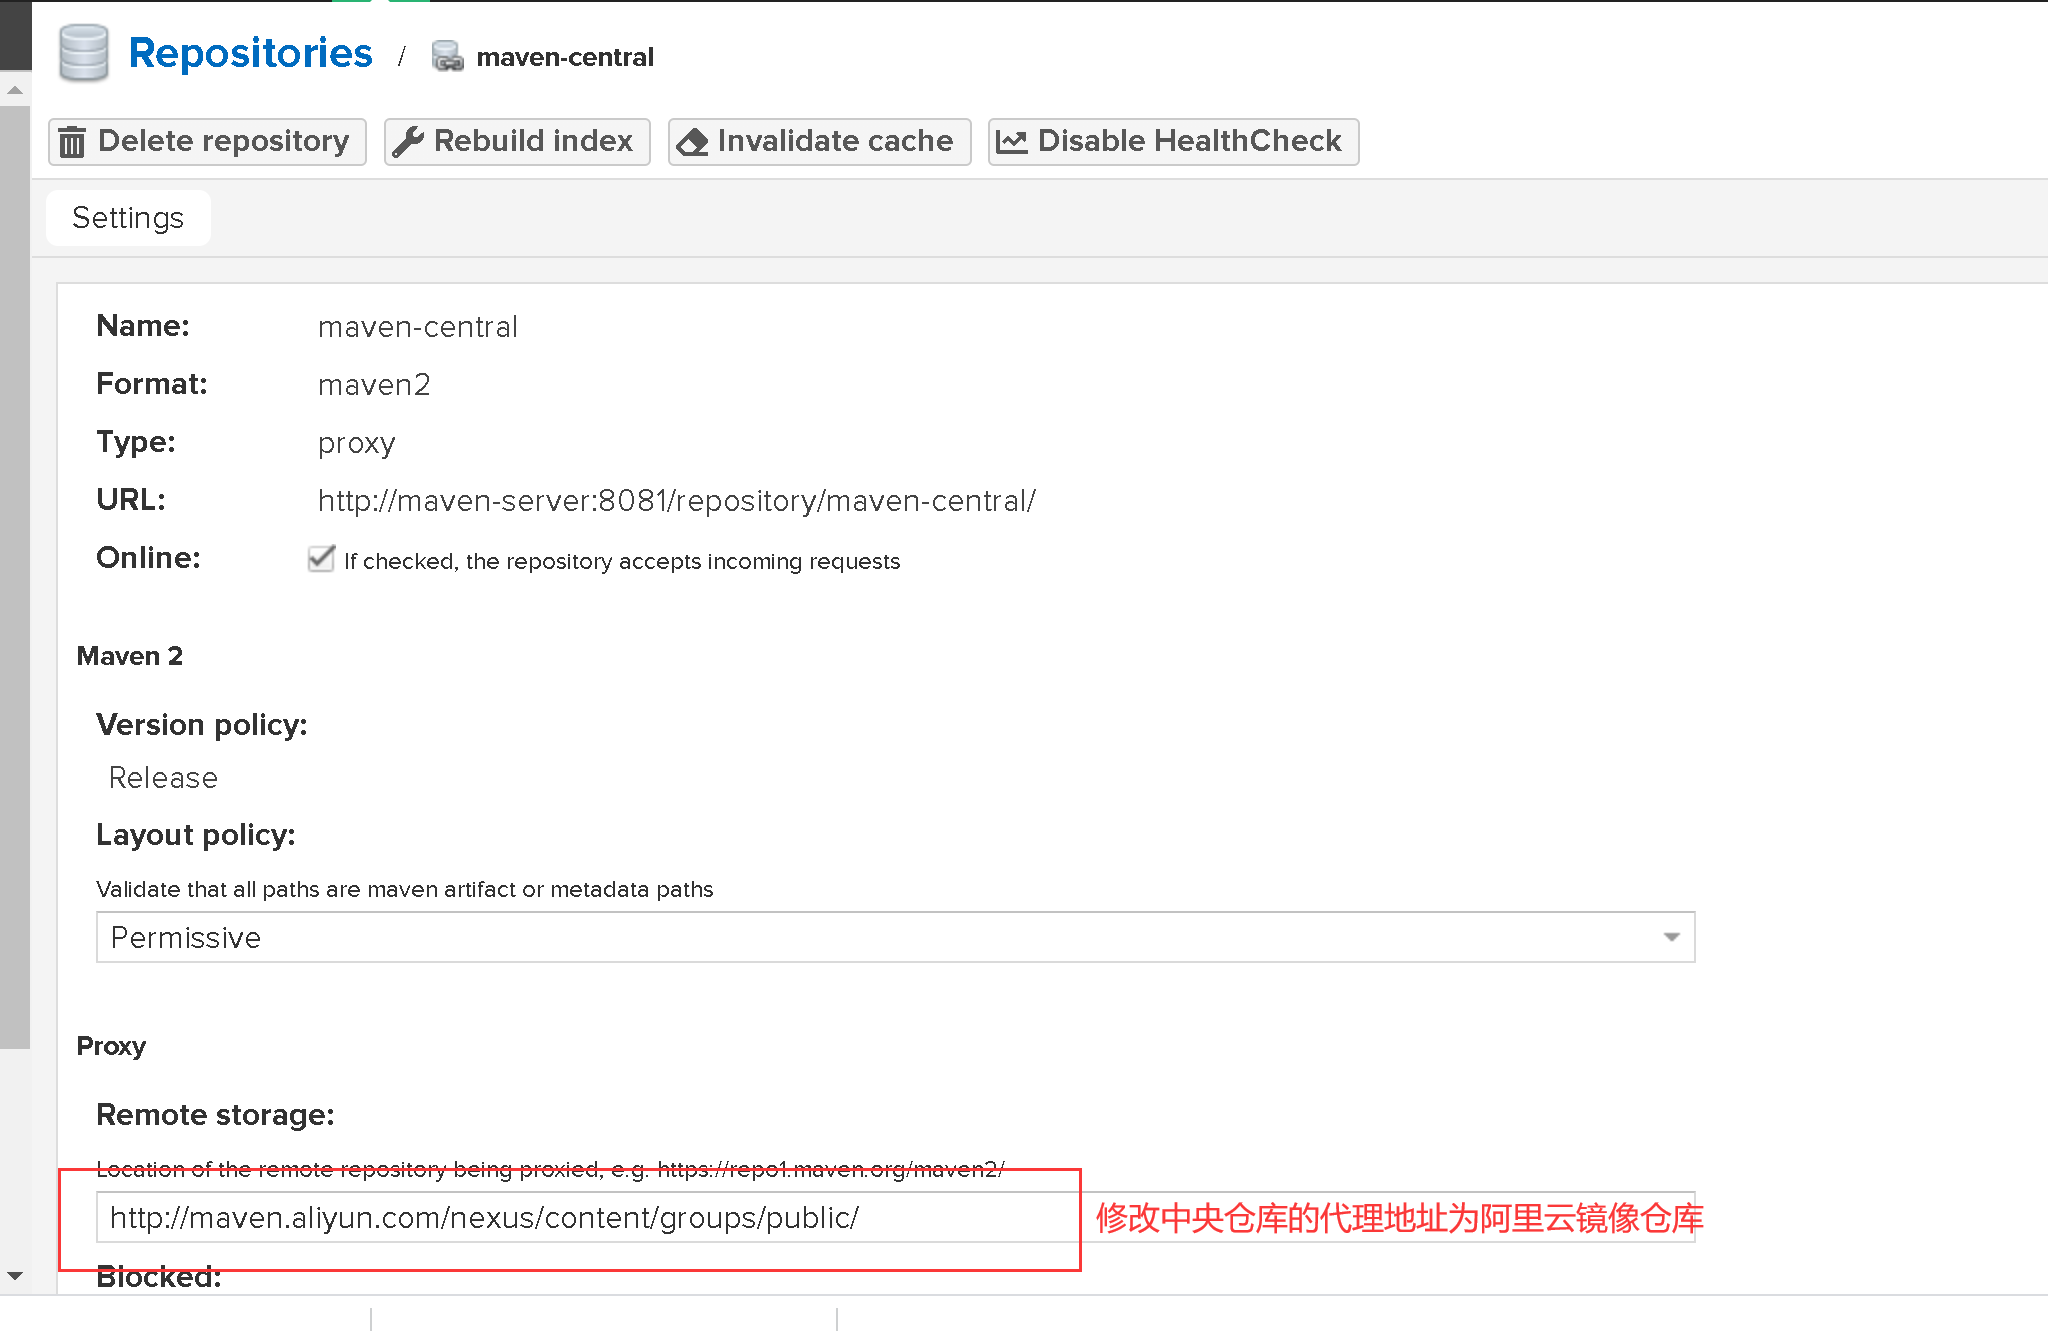 Repositories / maven-central
Delete repository Rebuild index Invalidate cache Disable HealthCheck
Settings
Name: maven-central
Format: maven2
Type: proxy
URL: http://maven-server:8081/repository/maven-central/
Online: If checked, the repository accepts incoming requests
Maven 2
Version policy:
Release
Layout policy:
Validate that all paths are maven artifact or metadata paths
Permissive
Proxy
Remote storage:
Location of the remote repository being proxied, e.g. https://repo1.maven.org/maven2/
http://maven.aliyun.com/nexus/content/groups/public/ 修改中央仓库的代理地址为阿里云镜像仓库
Blocked: